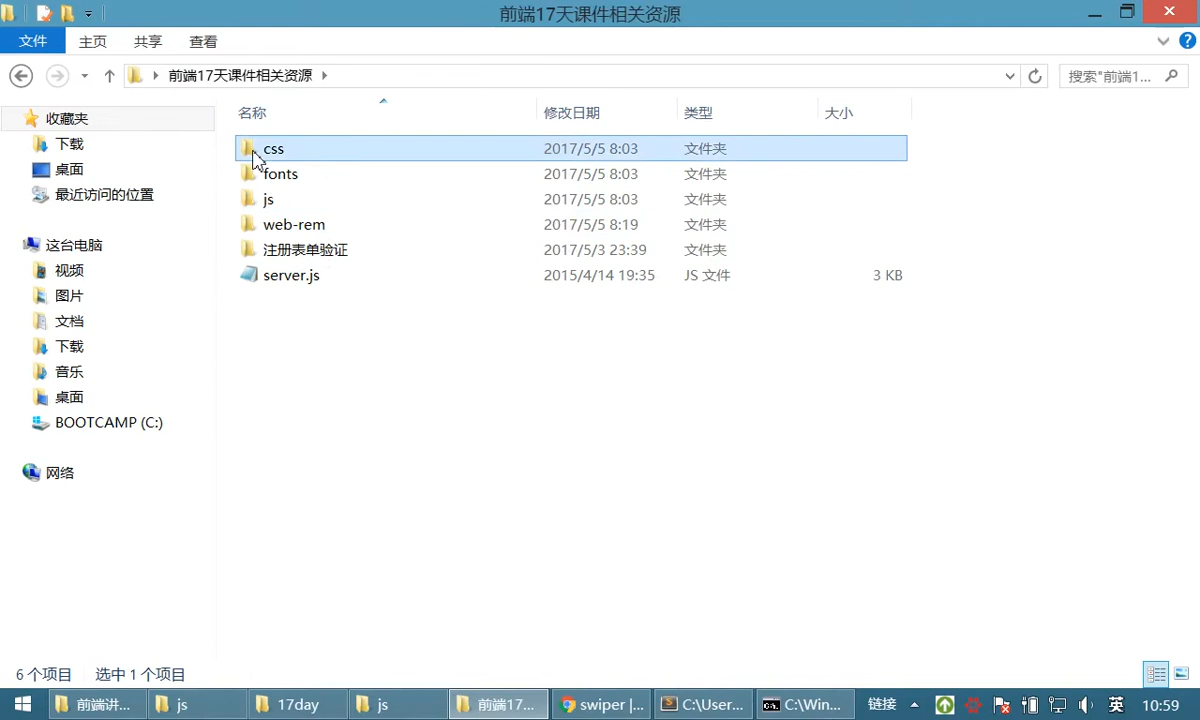 前端17天课件相关资源
文件 主页 共享 查看
前端17天课件相关资源 搜索"前端1...
收藏夹
下载
桌面
最近访问的位置
这台电脑
视频
图片
文档
下载
音乐
桌面
BOOTCAMP (C:)
网络
名称 修改日期 类型 大小
css 2017/5/5 8:03 文件夹
fonts 2017/5/5 8:03 文件夹
js 2017/5/5 8:03 文件夹
web-rem 2017/5/5 8:19 文件夹
注册表单验证 2017/5/3 23:39 文件夹
server.js 2015/4/14 19:35 JS 文件 3 KB
6 个项目 选中 1 个项目
前端讲... js 17day js 前端17... swiper |... C:\User... C:\Win... 链接 英 10:59